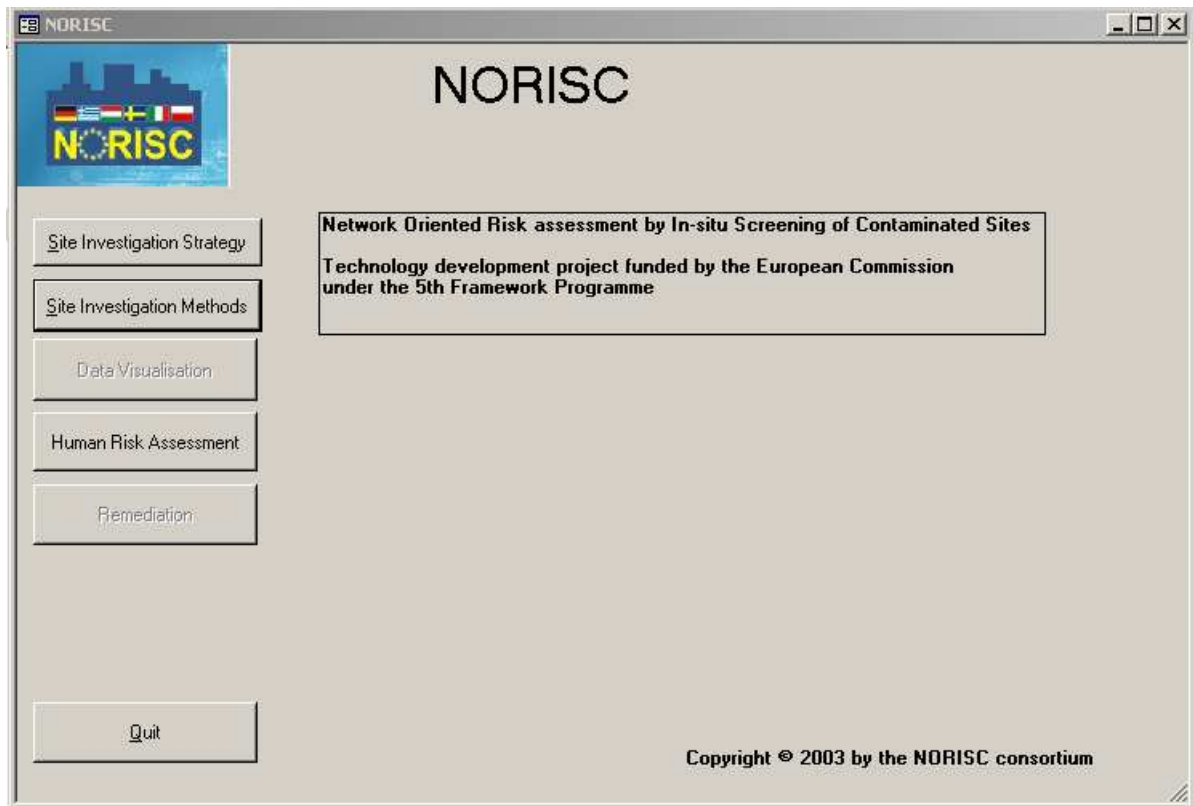 NORISC
NORISC
NORISC
Site Investigation Strategy
Network Oriented Risk assessment by In-situ Screening of Contaminated Sites
Technology development project funded by the European Commission
under the 5th Framework Programme
Site Investigation Methods
Data Visualisation
Human Risk Assessment
Remediation
Quit
Copyright © 2003 by the NORISC consortium